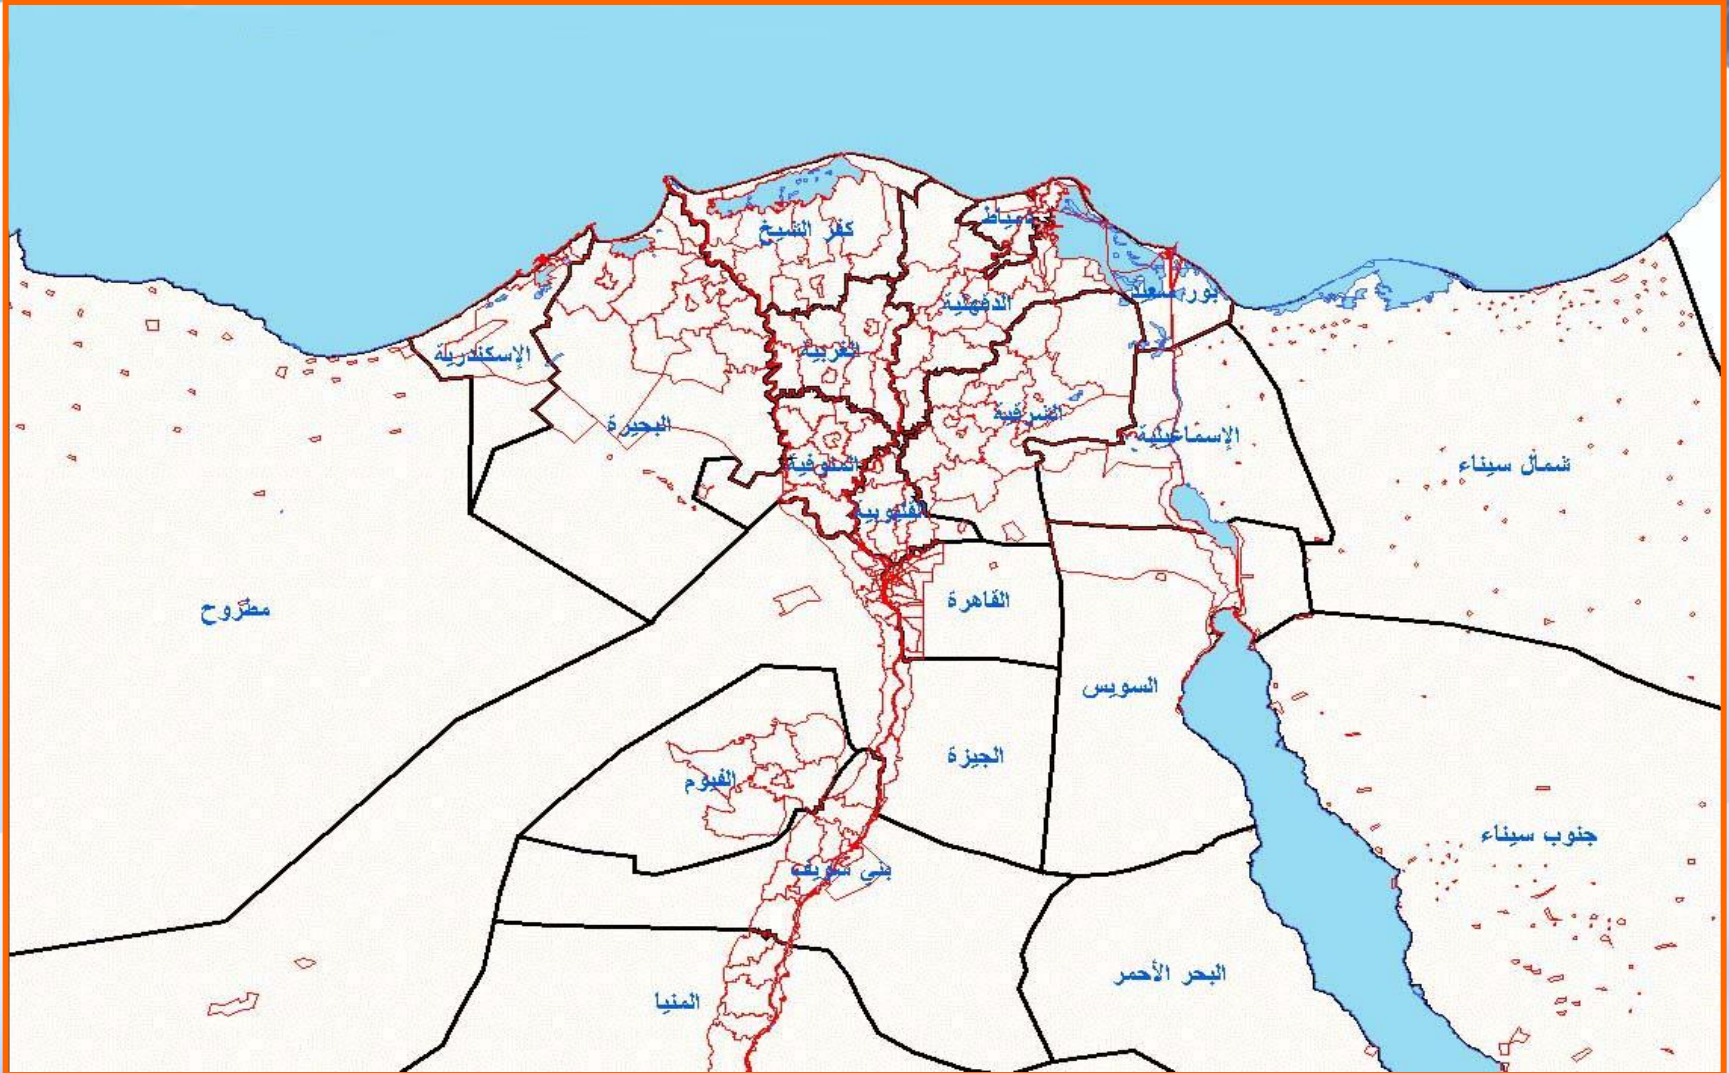 دمياط
كفر الشيخ
بورسعيد
الدقهلية
الغربية
الإسكندرية
الشرقية
البحيرة
الإسماعيلية
المنوفية
شمال سيناء
القليوبية
القاهرة
مطروح
السويس
الجيزة
الفيوم
جنوب سيناء
بني سويف
البحر الأحمر
المنيا